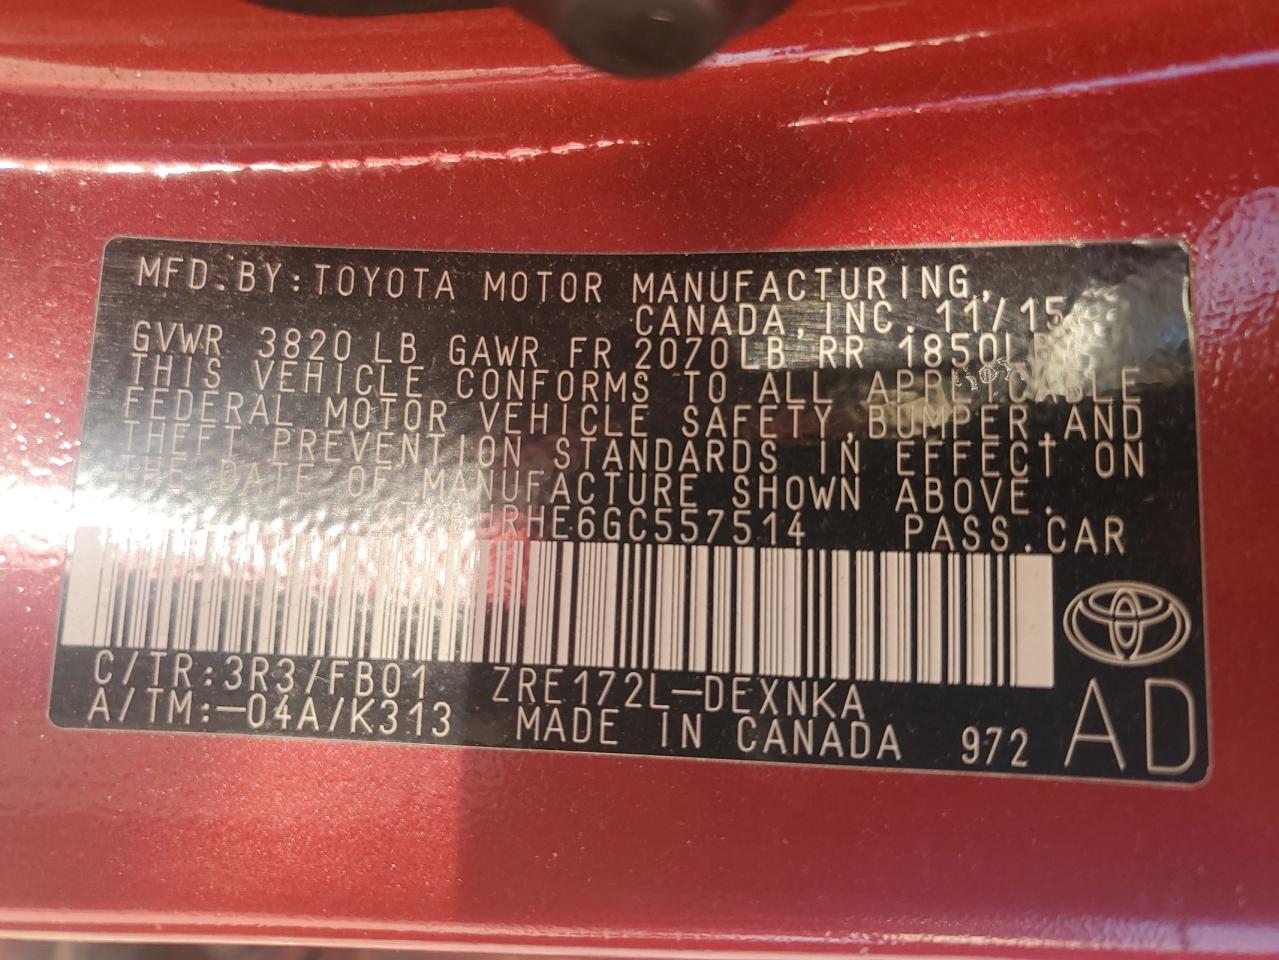 MFD.BY:TOYOTA MOTOR MANUFACTURING,
CANADA,INC. 11/15
GVWR 3820 LB GAWR FR 2070LB RR 1850LB
THIS VEHICLE CONFORMS TO ALL APPLICABLE
FEDERAL MOTOR VEHICLE SAFETY,BUMPER,AND
THEFT PREVENTION STANDARDS IN EFFECT ON
THE DATE OF MANUFACTURE SHOWN ABOVE.
PASS.CAR
C/TR:3R3/FB01 ZRE172L-DEXNKA
A/TM:-04A/K313 MADE IN CANADA 972
AD